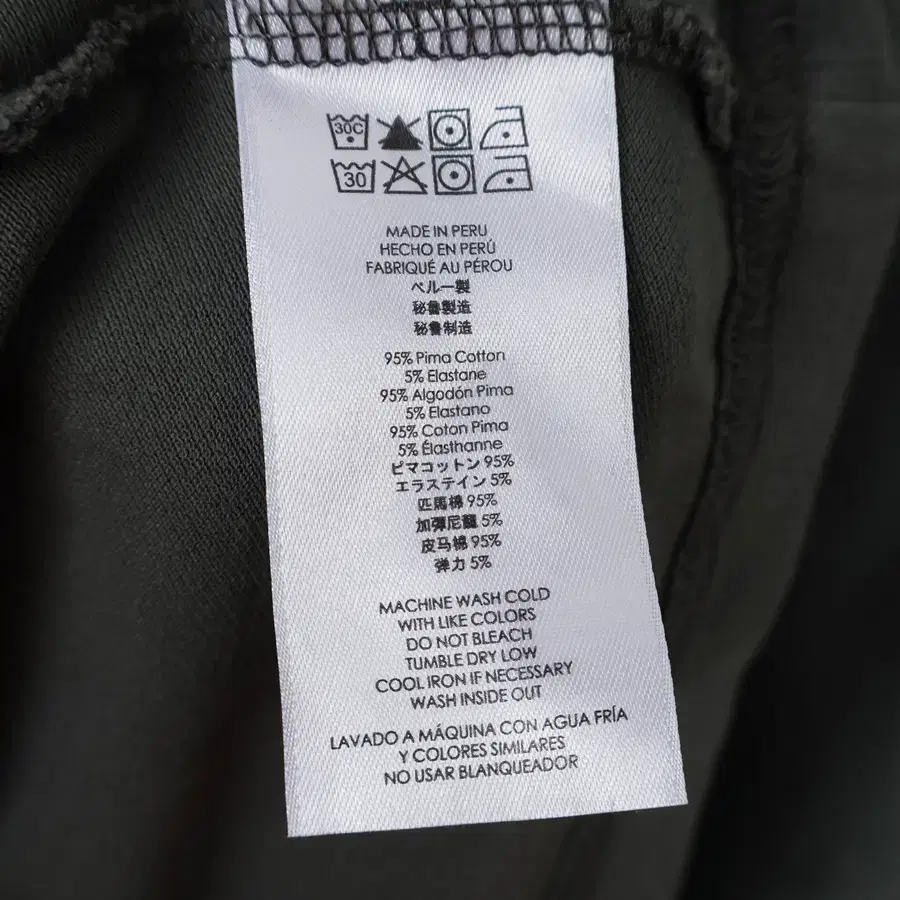 30C
30
MADE IN PERU
HECHO EN PERÚ
FABRIQUÉ AU PÉROU
ペルー製
秘魯製造
秘鲁制造
95% Pima Cotton
5% Elastane
95% Algodón Pima
5% Elastano
95% Coton Pima
5% Élasthanne
ピマコットン 95%
エラステイン 5%
匹馬棉 95%
加彈尼龍 5%
皮马棉 95%
弹力 5%
MACHINE WASH COLD
WITH LIKE COLORS
DO NOT BLEACH
TUMBLE DRY LOW
COOL IRON IF NECESSARY
WASH INSIDE OUT
LAVADO A MÁQUINA CON AGUA FRÍA
Y COLORES SIMILARES
NO USAR BLANQUEADOR